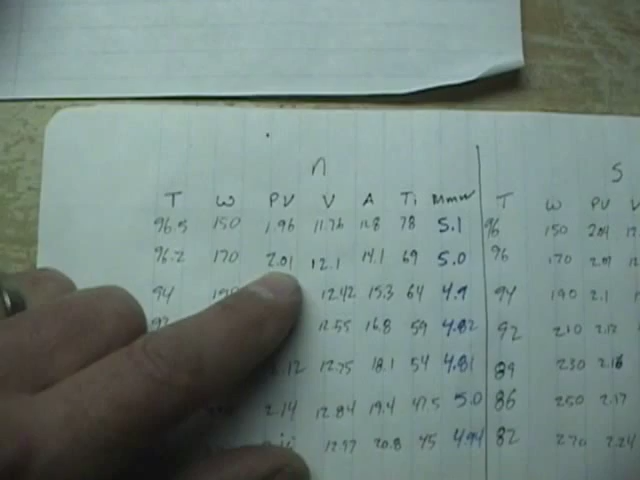 n S
T W PV V A Ti Mmw T W PV V
96.5 150 1.96 11.76 12.8 78 5.1 96 150 2.04
96.2 170 2.01 12.1 14.1 69 5.0 96 170 2.07
94 12.42 15.3 64 4.9 94 190 2.1
12.55 16.8 59 4.82 92 210 2.12
12.75 18.1 54 4.81 89 230 2.16
2.14 12.84 19.4 47.5 5.0 86 250 2.17
12.97 20.8 45 4.94 82 270 2.24